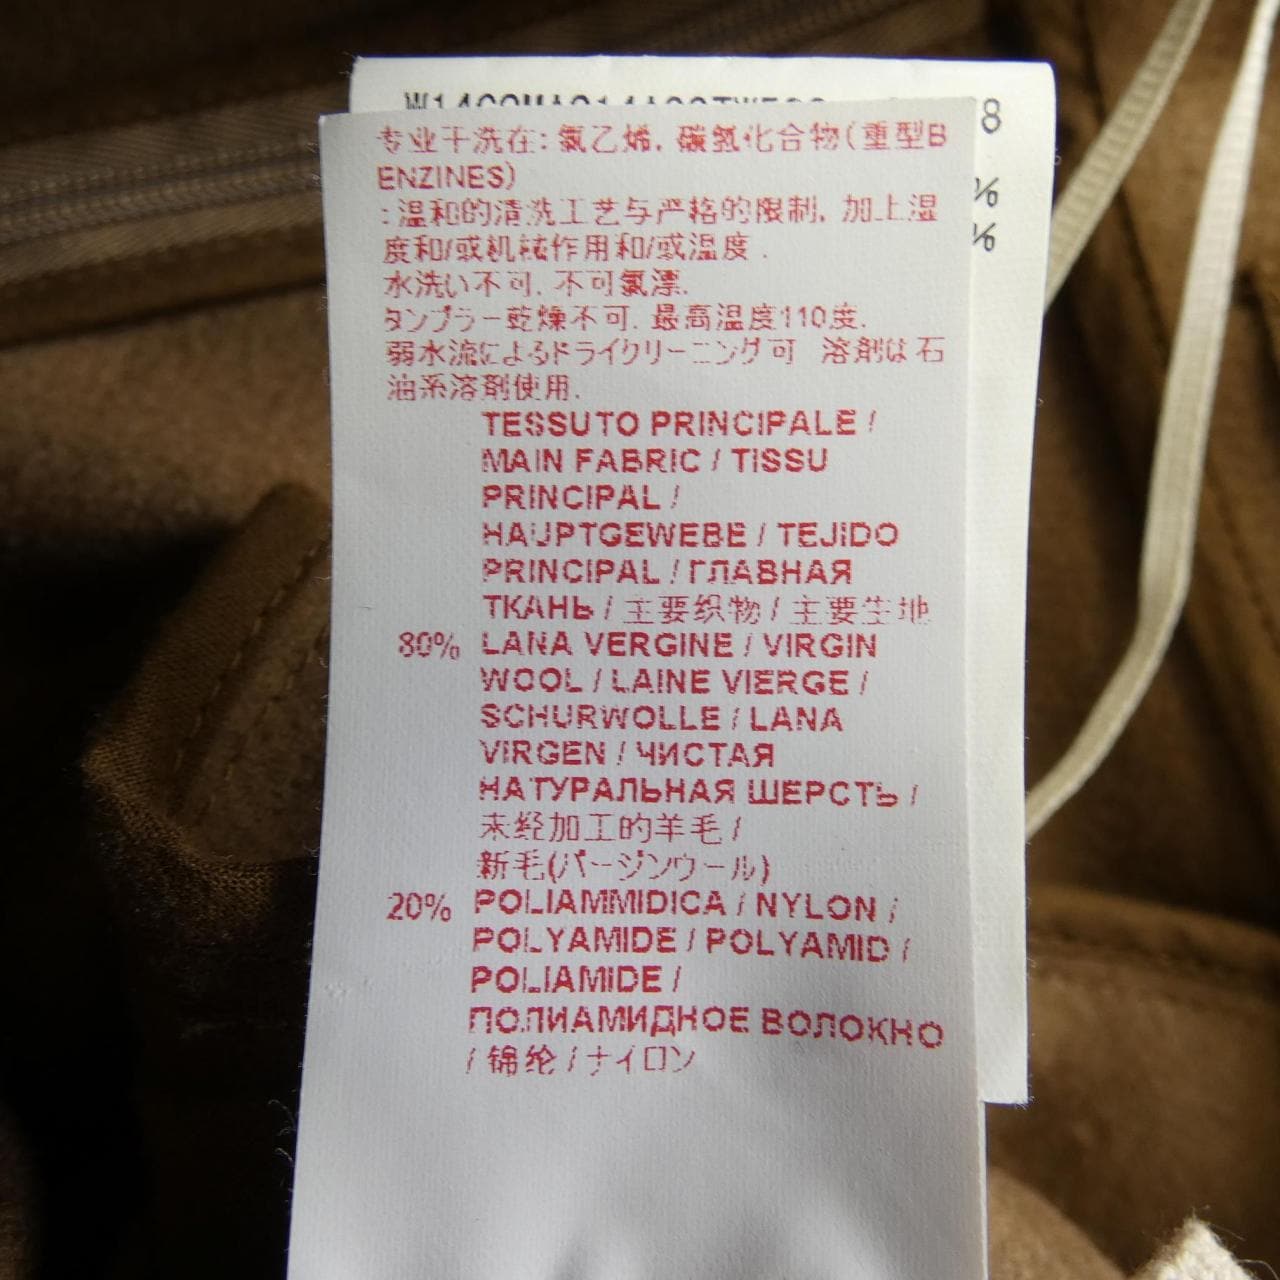 8
%
%
专业干洗在: 氯乙烯, 碳氢化合物(重型B
ENZINES)
:温和的清洗工艺与严格的限制, 加上湿
度和/或机械作用和/或温度.
水洗い不可, 不可氯漂.
タンブラー乾燥不可, 最高温度110度.
弱水流によるドライクリーニング可 溶剤は石
油系溶剤使用.
TESSUTO PRINCIPALE /
MAIN FABRIC / TISSU
PRINCIPAL /
HAUPTGEWEBE / TEJIDO
PRINCIPAL / ГЛАВНАЯ
ТКАНЬ / 主要织物 / 主要生地
80% LANA VERGINE / VIRGIN
WOOL / LAINE VIERGE /
SCHURWOLLE / LANA
VIRGEN / ЧИСТАЯ
НАТУРАЛЬНАЯ ШЕРСТЬ /
未经加工的羊毛 /
新毛(バージンウール)
20% POLIAMMIDICA / NYLON /
POLYAMIDE / POLYAMID /
POLIAMIDE /
ПОЛИАМИДНОЕ ВОЛОКНО
/ 锦纶 / ナイロン